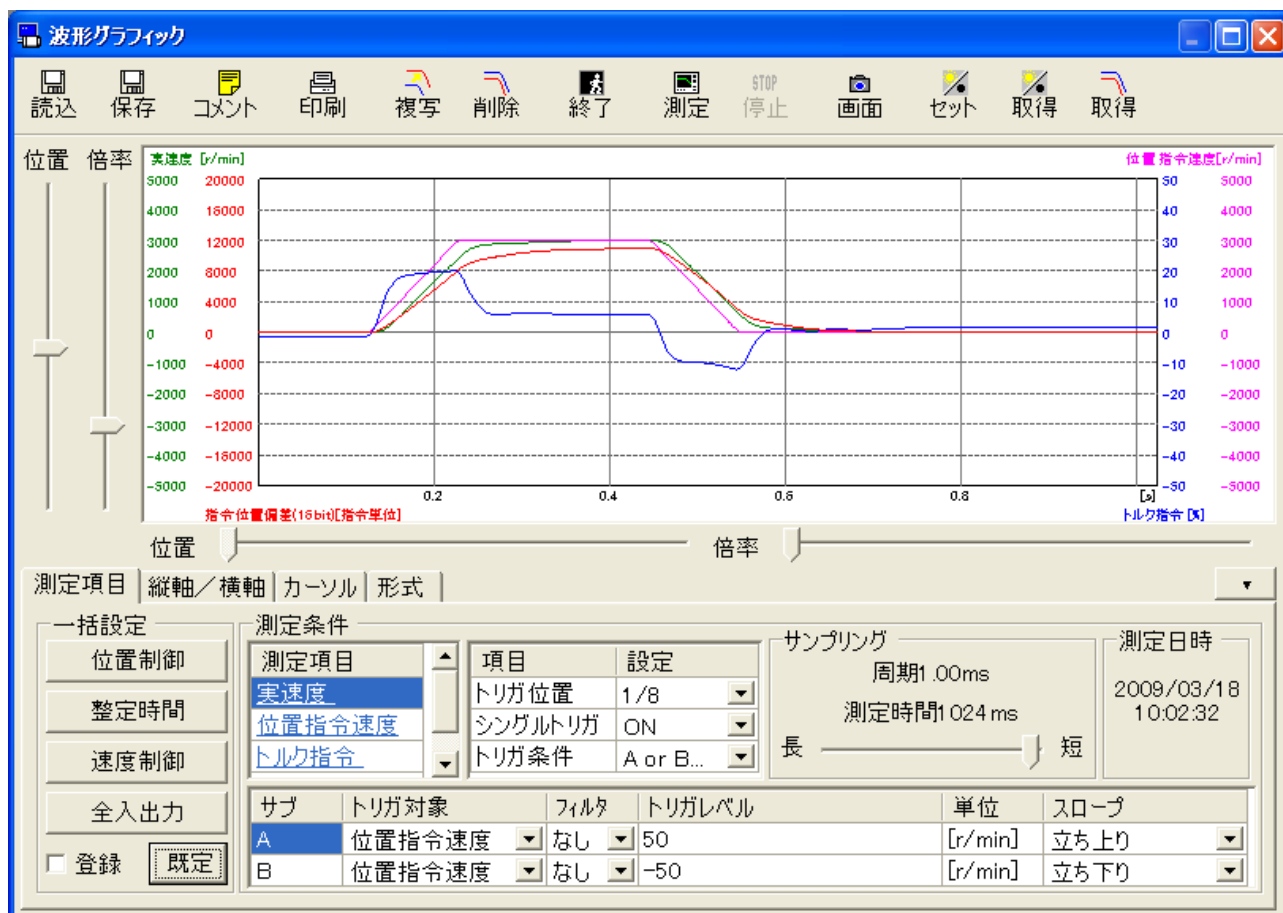 波形グラフィック
読込 保存 コメント 印刷 複写 削除 終了 測定 STOP 停止 画面 セット 取得 取得
位置 倍率 実速度 [r/min] 位置指令速度[r/min]
5000 20000 50 5000
4000 16000 40 4000
3000 12000 30 3000
2000 8000 20 2000
1000 4000 10 1000
0 0 0 0
-1000 -4000 -10 -1000
-2000 -8000 -20 -2000
-3000 -12000 -30 -3000
-4000 -16000 -40 -4000
-5000 -20000 0.2 0.4 0.6 0.8 [s] -50 -5000
指令位置偏差(16bit)[指令単位] トルク指令 [%]
位置 倍率
測定項目 縦軸/横軸 カーソル 形式
一括設定 測定条件 サンプリング 測定日時
位置制御 測定項目 項目 設定 周期1.00ms
整定時間 実速度 トリガ位置 1/8 2009/03/18
位置指令速度 シングルトリガ ON 測定時間1024 ms 10:02:32
速度制御 トルク指令 トリガ条件 A or B... 長 短
全入出力 サブ トリガ対象 フィルタ トリガレベル 単位 スロープ
A 位置指令速度 なし 50 [r/min] 立ち上り
登録 既定 B 位置指令速度 なし -50 [r/min] 立ち下り